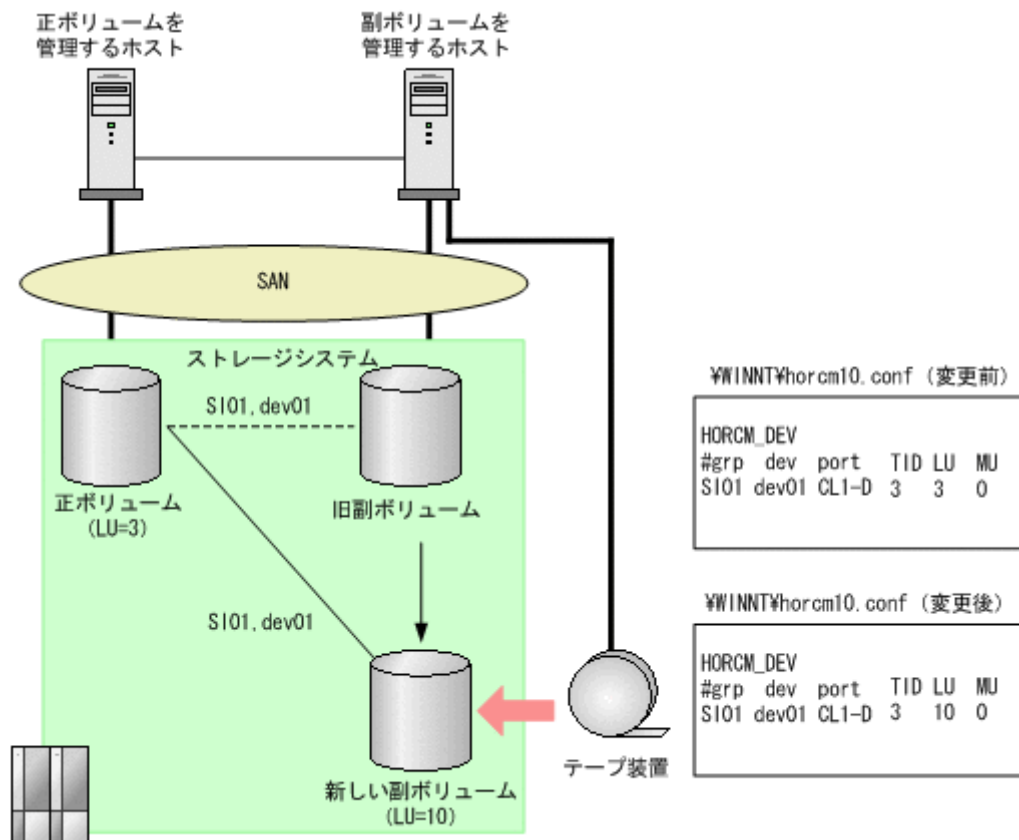 正ボリュームを
管理するホスト
副ボリュームを
管理するホスト
SAN
ストレージシステム
SI01,dev01
正ボリューム
(LU=3)
旧副ボリューム
SI01,dev01
新しい副ボリューム
(LU=10)
テープ装置
¥WINNT¥horcm10.conf（変更前）
HORCM_DEV
#grp dev port TID LU MU
SI01 dev01 CL1-D 3 3 0
¥WINNT¥horcm10.conf（変更後）
HORCM_DEV
#grp dev port TID LU MU
SI01 dev01 CL1-D 3 10 0